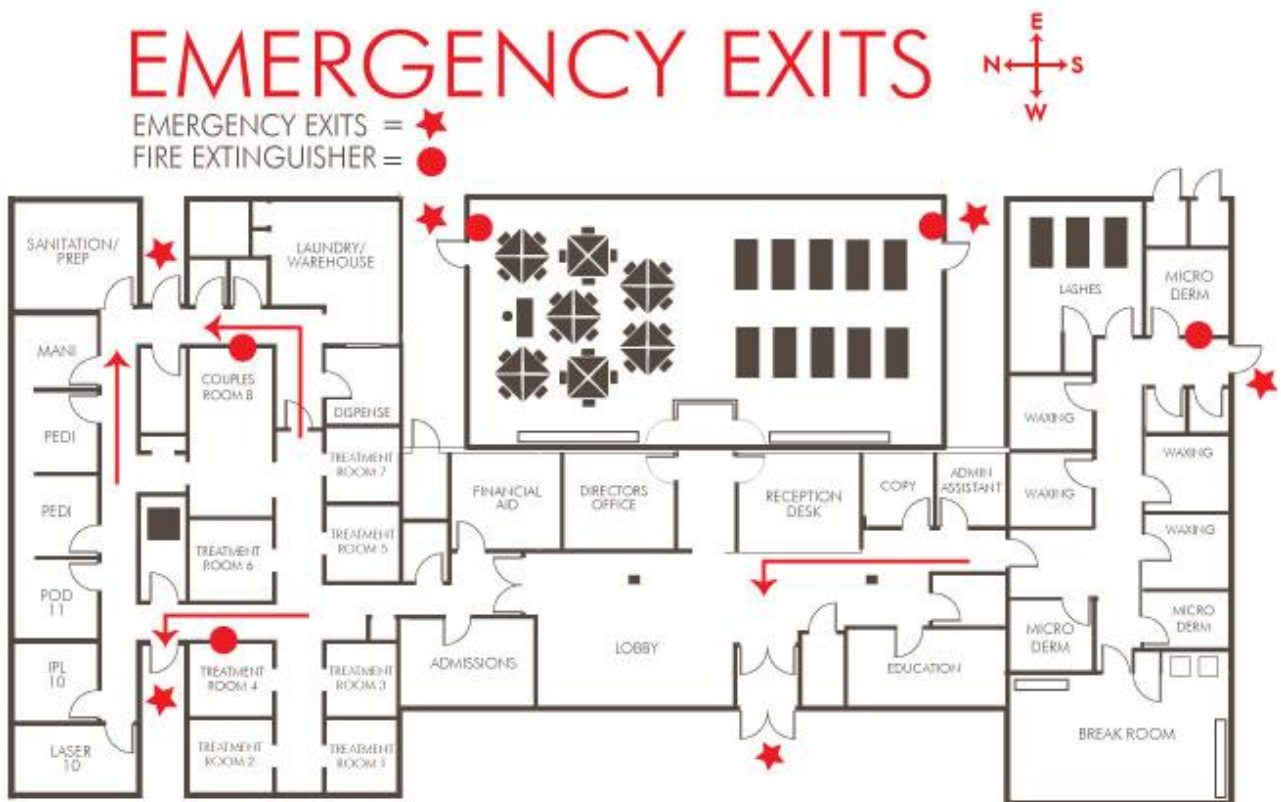 EMERGENCY EXITS
E
N S
W
EMERGENCY EXITS =
FIRE EXTINGUISHER =
SANITATION/
PREP
LAUNDRY/
WAREHOUSE
LASHES
MICRO
DERM
MANI
COUPLES
ROOM 8
DISPENSE
WAXING
PEDI
TREATMENT
ROOM 7
WAXING
PEDI
FINANCIAL
AID
DIRECTORS
OFFICE
RECEPTION
DESK
COPY
ADMIN
ASSISTANT
WAXING
TREATMENT
ROOM 6
TREATMENT
ROOM 5
WAXING
POD
11
MICRO
DERM
MICRO
DERM
IPL
10
TREATMENT
ROOM 4
TREATMENT
ROOM 3
ADMISSIONS
LOBBY
EDUCATION
LASER
10
TREATMENT
ROOM 2
TREATMENT
ROOM 1
BREAK ROOM